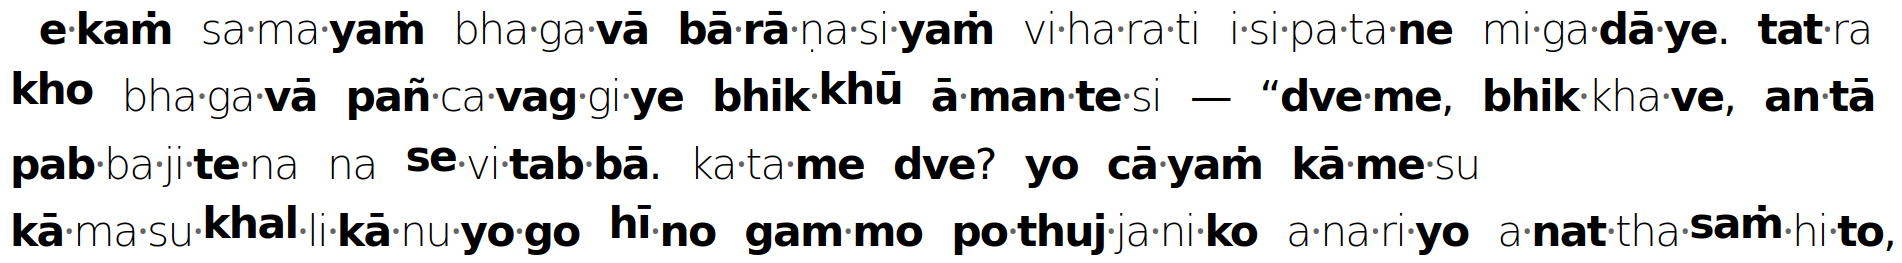 e·kaṁ sa·ma·yaṁ bha·ga·vā bā·rā·ṇa·si·yaṁ vi·ha·ra·ti i·si·pa·ta·ne mi·ga·dā·ye. tat·ra
kho bha·ga·vā pañ·ca·vag·gi·ye bhik·khū ā·man·te·si — “dve·me, bhik·kha·ve, an·tā
pab·ba·ji·te·na na se·vi·tab·bā. ka·ta·me dve? yo cā·yaṁ kā·me·su
kā·ma·su·khal·li·kā·nu·yo·go hī·no gam·mo po·thuj·ja·ni·ko a·na·ri·yo a·nat·tha·saṁ·hi·to,